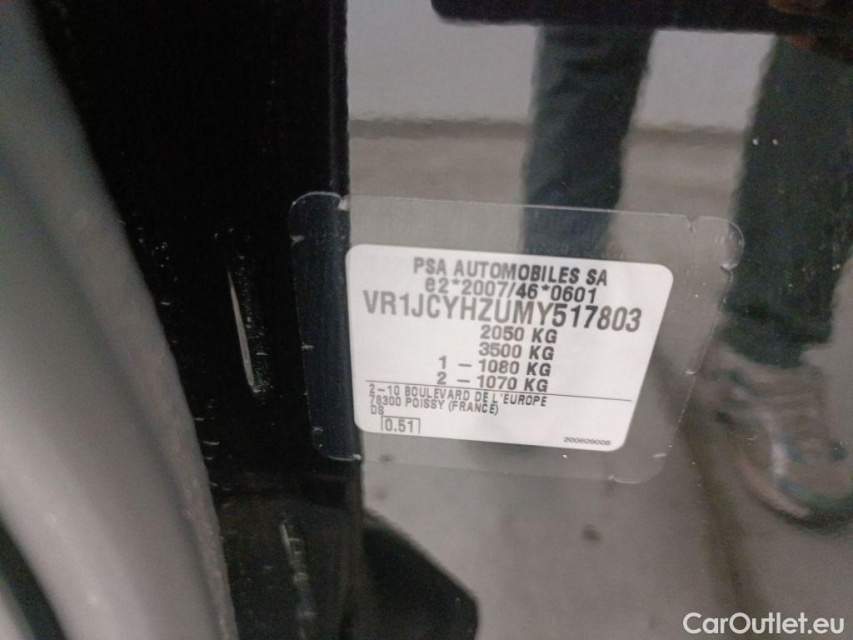 PSA AUTOMOBILES SA
e2*2007/46*0601
VR1JCYHZUMY517803
2050 KG
3500 KG
1 - 1080 KG
2 - 1070 KG
2-10 BOULEVARD DE L'EUROPE
78300 POISSY (FRANCE)
DS
0.51
200609008
CarOutlet.eu